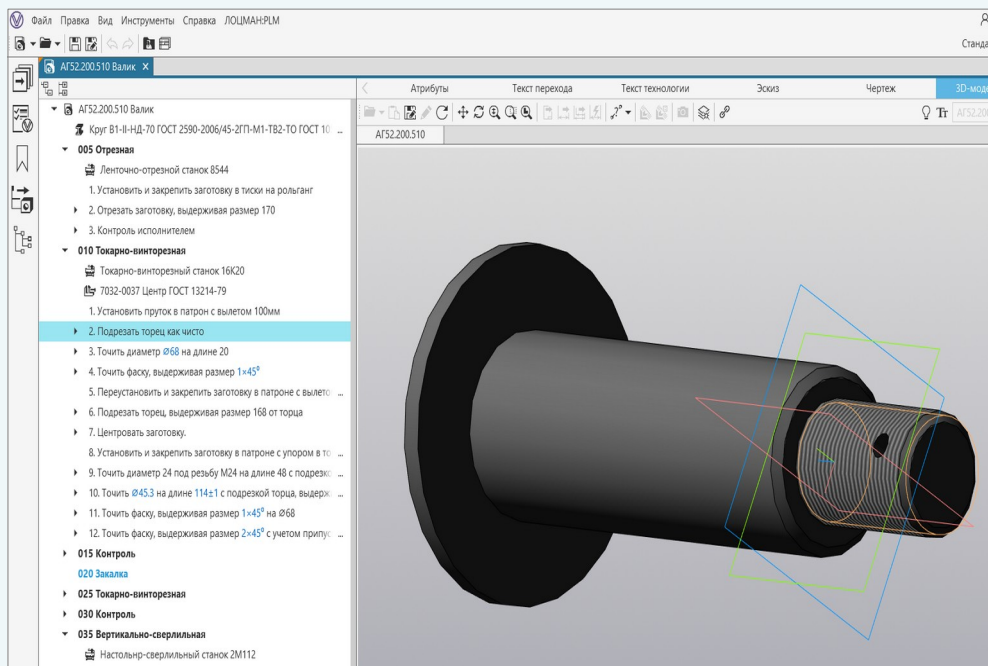 Файл Правка Вид Инструменты Справка ЛОЦМАН:PLM
Станда
АГ52.200.510 Валик ×
Атрибуты Текст перехода Текст технологии Эскиз Чертеж 3D-моде
АГ52.200.510 Валик
Круг В1-II-НД-70 ГОСТ 2590-2006/45-2ГП-М1-ТВ2-ТО ГОСТ 10 ...
005 Отрезная
Ленточно-отрезной станок 8544
1. Установить и закрепить заготовку в тиски на рольганг
2. Отрезать заготовку, выдерживая размер 170
3. Контроль исполнителем
010 Токарно-винторезная
Токарно-винторезный станок 16К20
7032-0037 Центр ГОСТ 13214-79
1. Установить пруток в патрон с вылетом 100мм
2. Подрезать торец как чисто
3. Точить диаметр ⌀68 на длине 20
4. Точить фаску, выдерживая размер 1×45°
5. Переустановить и закрепить заготовку в патроне с вылето ...
6. Подрезать торец, выдерживая размер 168 от торца
7. Центровать заготовку.
8. Установить и закрепить заготовку в патроне с упором в то ...
9. Точить диаметр 24 под резьбу М24 на длине 48 с подрезко ...
10. Точить ⌀45.3 на длине 114±1 с подрезкой торца, выдерж ...
11. Точить фаску, выдерживая размер 1×45° на ⌀68
12. Точить фаску, выдерживая размер 2×45° с учетом припус ...
015 Контроль
020 Закалка
025 Токарно-винторезная
030 Контроль
035 Вертикально-сверлильная
Настольнр-сверлильный станок 2М112
Тг АГ52.20
АГ52.200.510